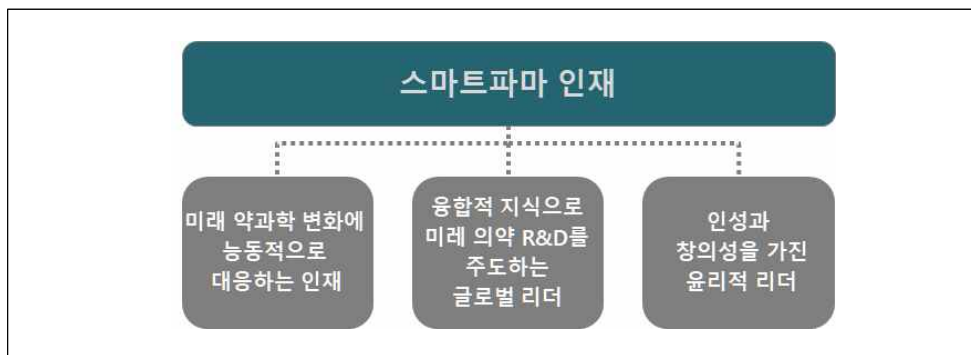 스마트파마 인재
미래 약과학 변화에
능동적으로
대응하는 인재
융합적 지식으로
미레 의약 R&D를
주도하는
글로벌 리더
인성과
창의성을 가진
윤리적 리더